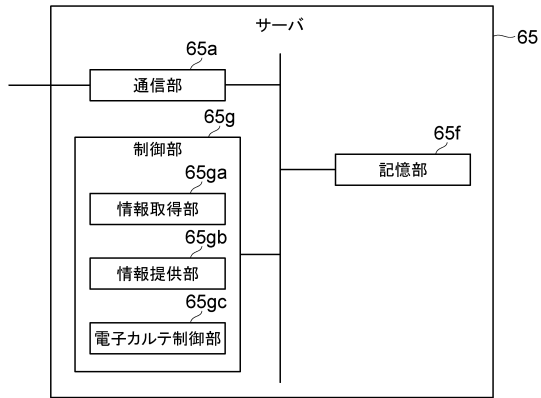 サーバ
65
65a
通信部
65g
制御部
65f
記憶部
65ga
情報取得部
65gb
情報提供部
65gc
電子カルテ制御部